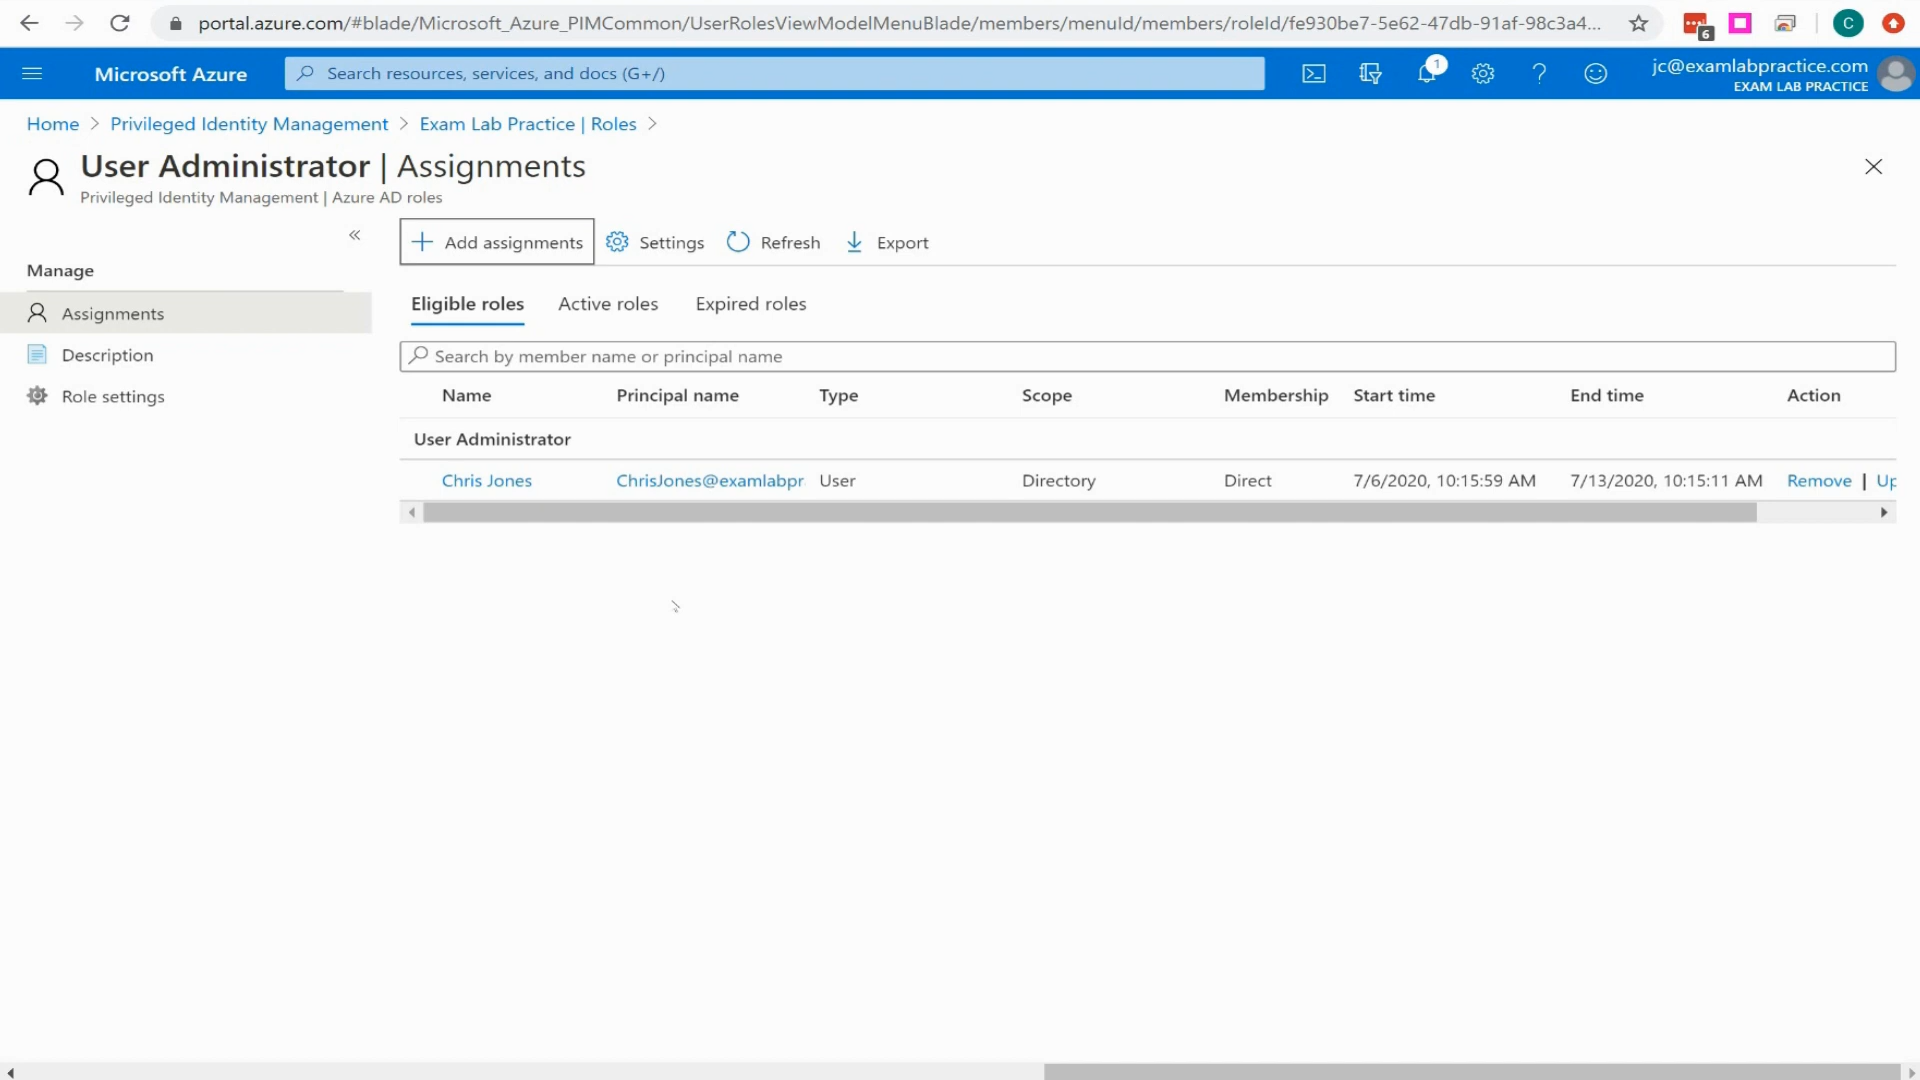 portal.azure.com/#blade/Microsoft_Azure_PIMCommon/UserRolesViewModelMenuBlade/members/menuId/members/roleId/fe930be7-5e62-47db-91af-98c3a4...
6
C
Microsoft Azure
Search resources, services, and docs (G+/)
1
jc@examlabpractice.com
EXAM LAB PRACTICE
Home > Privileged Identity Management > Exam Lab Practice | Roles >
User Administrator | Assignments
Privileged Identity Management | Azure AD roles
Add assignments Settings Refresh Export
Manage
Assignments
Description
Role settings
Eligible roles Active roles Expired roles
Search by member name or principal name
Name Principal name Type Scope Membership Start time End time Action
User Administrator
Chris Jones ChrisJones@examlabpr User Directory Direct 7/6/2020, 10:15:59 AM 7/13/2020, 10:15:11 AM Remove | Up